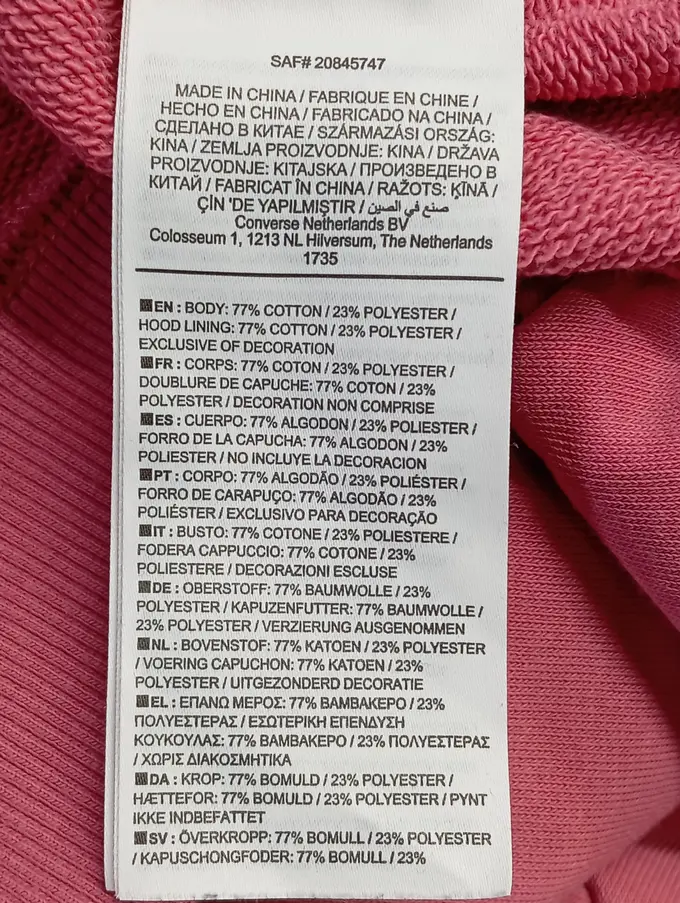 SAF# 20845747
MADE IN CHINA / FABRIQUE EN CHINE /
HECHO EN CHINA / FABRICADO NA CHINA /
СДЕЛАНО В КИТАЕ / SZÁRMAZÁSI ORSZÁG:
KINA / ZEMLJA PROIZVODNJE: KINA / DRŽAVA
PROIZVODNJE: KITAJSKA / ПРОИЗВЕДЕНО В
КИТАЙ / FABRICAT ÎN CHINA / RAŽOTS: ĶĪNĀ /
ÇİN 'DE YAPILMIŞTIR / صنع في الصين
Converse Netherlands BV
Colosseum 1, 1213 NL Hilversum, The Netherlands
1735
EN : BODY: 77% COTTON / 23% POLYESTER /
HOOD LINING: 77% COTTON / 23% POLYESTER /
EXCLUSIVE OF DECORATION
FR : CORPS: 77% COTON / 23% POLYESTER /
DOUBLURE DE CAPUCHE: 77% COTON / 23%
POLYESTER / DECORATION NON COMPRISE
ES : CUERPO: 77% ALGODON / 23% POLIESTER /
FORRO DE LA CAPUCHA: 77% ALGODON / 23%
POLIESTER / NO INCLUYE LA DECORACION
PT : CORPO: 77% ALGODÃO / 23% POLIÉSTER /
FORRO DE CARAPUÇO: 77% ALGODÃO / 23%
POLIÉSTER / EXCLUSIVO PARA DECORAÇÃO
IT : BUSTO: 77% COTONE / 23% POLIESTERE /
FODERA CAPPUCCIO: 77% COTONE / 23%
POLIESTERE / DECORAZIONI ESCLUSE
DE : OBERSTOFF: 77% BAUMWOLLE / 23%
POLYESTER / KAPUZENFUTTER: 77% BAUMWOLLE /
23% POLYESTER / VERZIERUNG AUSGENOMMEN
NL : BOVENSTOF: 77% KATOEN / 23% POLYESTER
/ VOERING CAPUCHON: 77% KATOEN / 23%
POLYESTER / UITGEZONDERD DECORATIE
EL : ΕΠΑΝΩ ΜΕΡΟΣ: 77% ΒΑΜΒΑΚΕΡΟ / 23%
ΠΟΛΥΕΣΤΕΡΑΣ / ΕΣΩΤΕΡΙΚΗ ΕΠΕΝΔΥΣΗ
ΚΟΥΚΟΥΛΑΣ: 77% ΒΑΜΒΑΚΕΡΟ / 23% ΠΟΛΥΕΣΤΕΡΑΣ
/ ΧΩΡΙΣ ΔΙΑΚΟΣΜΗΤΙΚΑ
DA : KROP: 77% BOMULD / 23% POLYESTER /
HÆTTEFOR: 77% BOMULD / 23% POLYESTER / PYNT
IKKE INDBEFATTET
SV : ÖVERKROPP: 77% BOMULL / 23% POLYESTER
/ KAPUSCHONGFODER: 77% BOMULL / 23%